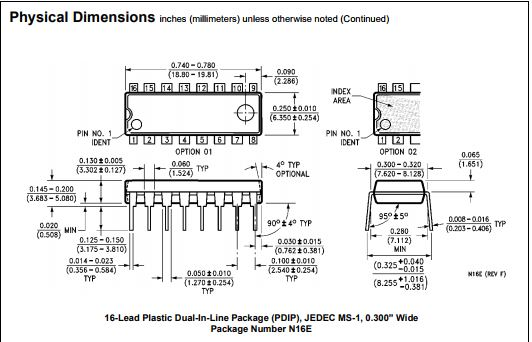 Physical Dimensions inches (millimeters) unless otherwise noted (Continued)
0.740 - 0.780
(18.80 - 19.81)
0.090
(2.286)
16 15 14 13 12 11 10 9
16 15
INDEX
AREA
0.250 ± 0.010
(6.350 ± 0.254)
PIN NO. 1
IDENT
1 2 3 4 5 6 7 8
OPTION 01
PIN NO. 1
IDENT
1 2
OPTION 02
0.130 ± 0.005
(3.302 ± 0.127)
0.060
(1.524)
TYP
4° TYP
OPTIONAL
0.300 - 0.320
(7.620 - 8.128)
0.065
(1.651)
0.145 - 0.200
(3.683 - 5.080)
95° ± 5°
0.008 - 0.016
(0.203 - 0.406)
TYP
0.020
(0.508)
MIN
90° ± 4° TYP
0.280
(7.112)
MIN
0.125 - 0.150
(3.175 - 3.810)
0.030 ± 0.015
(0.762 ± 0.381)
0.014 - 0.023
(0.356 - 0.584)
TYP
0.050 ± 0.010
(1.270 ± 0.254)
TYP
0.100 ± 0.010
(2.540 ± 0.254)
TYP
(0.325 +0.040
-0.015
(8.255 +1.016
-0.381)
N16E (REV F)
16-Lead Plastic Dual-In-Line Package (PDIP), JEDEC MS-1, 0.300" Wide
Package Number N16E